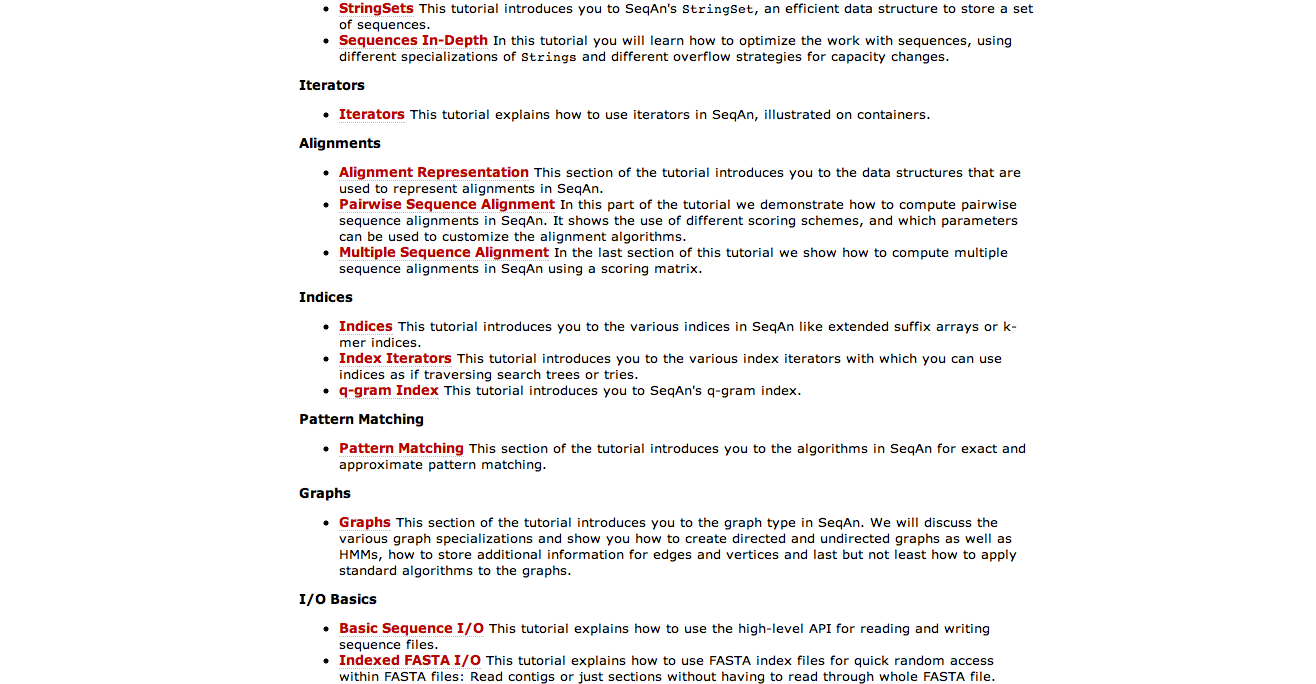 StringSets This tutorial introduces you to SeqAn's StringSet, an efficient data structure to store a set
of sequences.
Sequences In-Depth In this tutorial you will learn how to optimize the work with sequences, using
different specializations of Strings and different overflow strategies for capacity changes.
Iterators
Iterators This tutorial explains how to use iterators in SeqAn, illustrated on containers.
Alignments
Alignment Representation This section of the tutorial introduces you to the data structures that are
used to represent alignments in SeqAn.
Pairwise Sequence Alignment In this part of the tutorial we demonstrate how to compute pairwise
sequence alignments in SeqAn. It shows the use of different scoring schemes, and which parameters
can be used to customize the alignment algorithms.
Multiple Sequence Alignment In the last section of this tutorial we show how to compute multiple
sequence alignments in SeqAn using a scoring matrix.
Indices
Indices This tutorial introduces you to the various indices in SeqAn like extended suffix arrays or k-
mer indices.
Index Iterators This tutorial introduces you to the various index iterators with which you can use
indices as if traversing search trees or tries.
q-gram Index This tutorial introduces you to SeqAn's q-gram index.
Pattern Matching
Pattern Matching This section of the tutorial introduces you to the algorithms in SeqAn for exact and
approximate pattern matching.
Graphs
Graphs This section of the tutorial introduces you to the graph type in SeqAn. We will discuss the
various graph specializations and show you how to create directed and undirected graphs as well as
HMMs, how to store additional information for edges and vertices and last but not least how to apply
standard algorithms to the graphs.
I/O Basics
Basic Sequence I/O This tutorial explains how to use the high-level API for reading and writing
sequence files.
Indexed FASTA I/O This tutorial explains how to use FASTA index files for quick random access
within FASTA files: Read contigs or just sections without having to read through whole FASTA file.